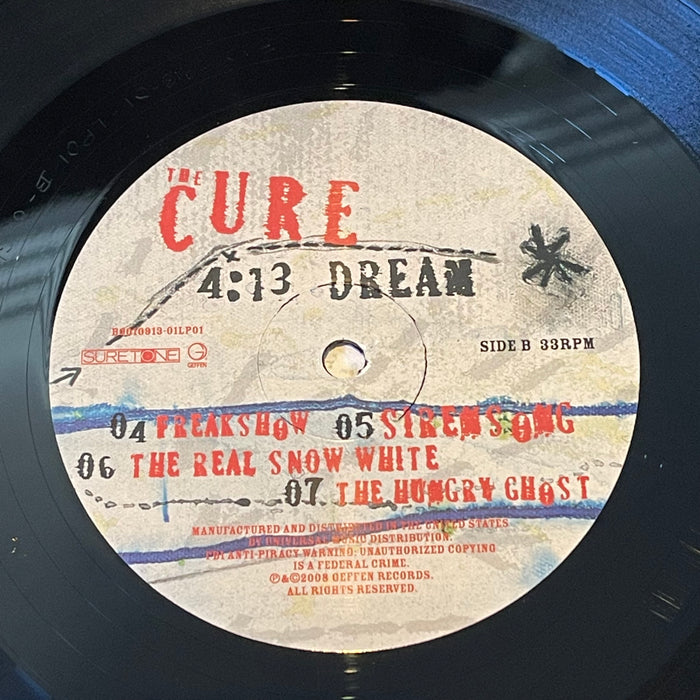 THE
CURE
4:13 DREAM
B0010913-01LP01
SURETONE GEFFEN
SIDE B 33RPM
04 FREAKSHOW 05 SIRENSONG
06 THE REAL SNOW WHITE
07 THE HUNGRY GHOST
MANUFACTURED AND DISTRIBUTED IN THE UNITED STATES
BY UNIVERSAL MUSIC DISTRIBUTION.
FBI ANTI-PIRACY WARNING: UNAUTHORIZED COPYING
IS A FEDERAL CRIME.
℗&©2008 GEFFEN RECORDS.
ALL RIGHTS RESERVED.